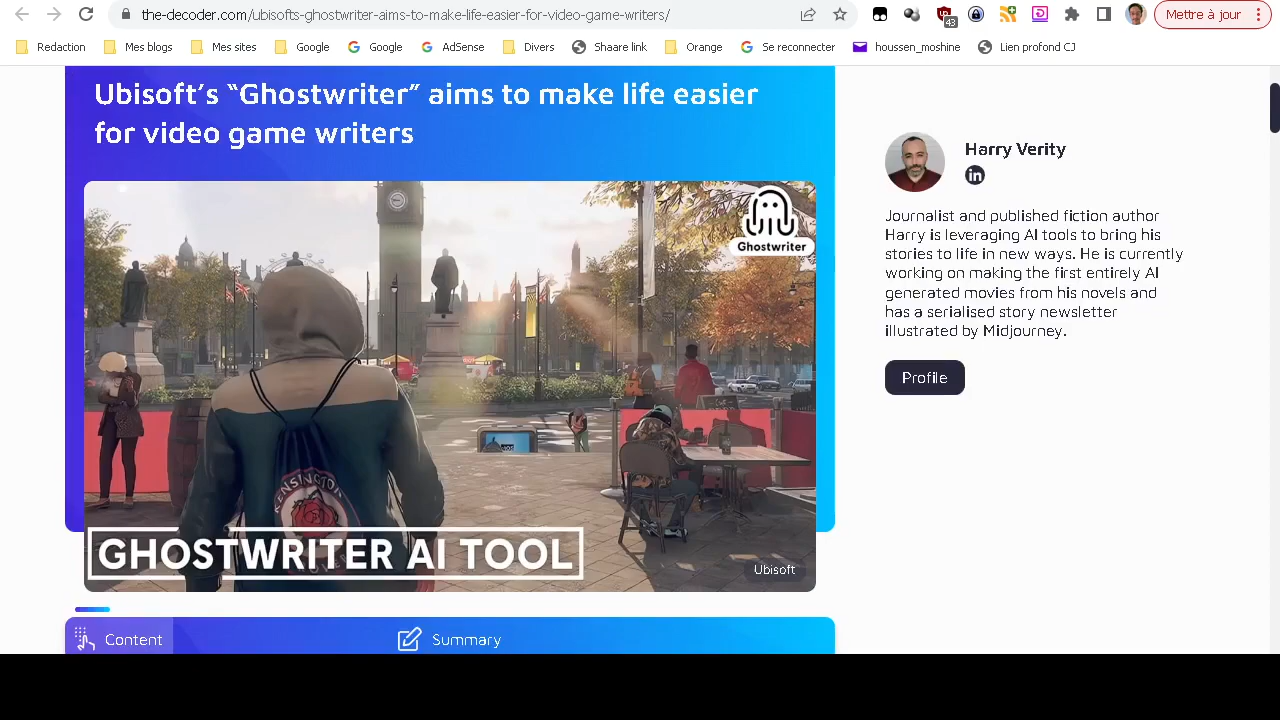 the-decoder.com/ubisofts-ghostwriter-aims-to-make-life-easier-for-video-game-writers/
43
Mettre à jour
Redaction Mes blogs Mes sites Google Google AdSense Divers Shaare link Orange Se reconnecter houssen_moshine Lien profond CJ
Ubisoft's “Ghostwriter” aims to make life easier
for video game writers
Ghostwriter
KENSINGTON
GHOSTWRITER AI TOOL
Ubisoft
Content Summary
Harry Verity
in
Journalist and published fiction author
Harry is leveraging AI tools to bring his
stories to life in new ways. He is currently
working on making the first entirely AI
generated movies from his novels and
has a serialised story newsletter
illustrated by Midjourney.
Profile